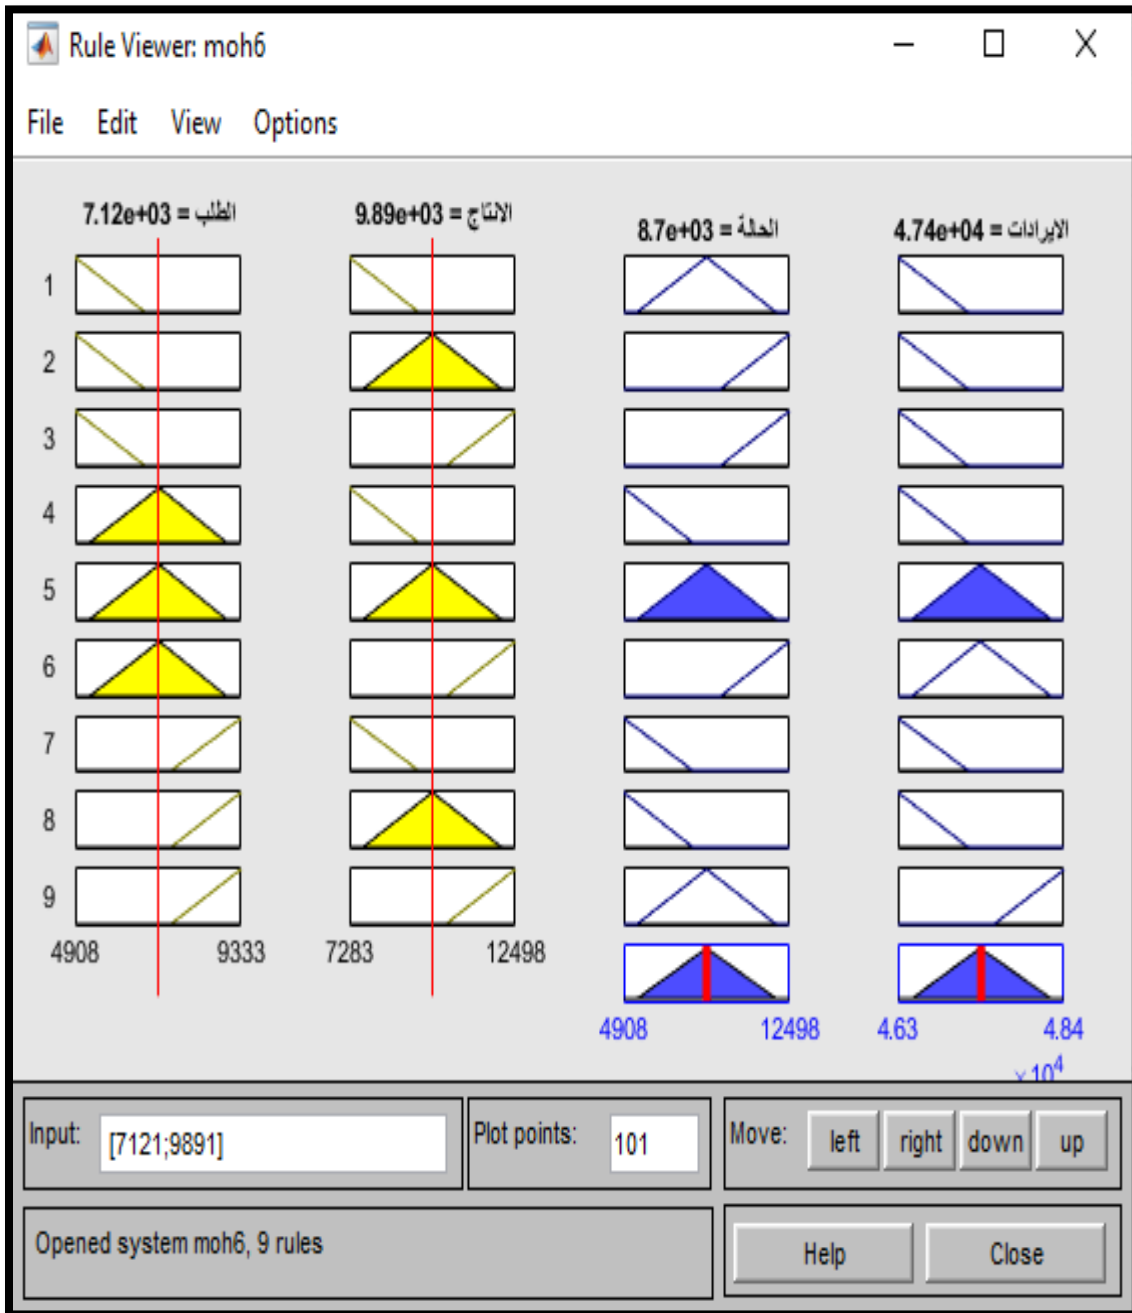 Rule Viewer: moh6
File Edit View Options
7.12e+03 = الطلب
9.89e+03 = الانتاج
8.7e+03 = الحالة
4.74e+04 = الايرادات
1
2
3
4
5
6
7
8
9
4908 9333 7283 12498
4908 12498 4.63 4.84
× 10^4
Input: [7121;9891] Plot points: 101 Move: left right down up
Opened system moh6, 9 rules Help Close